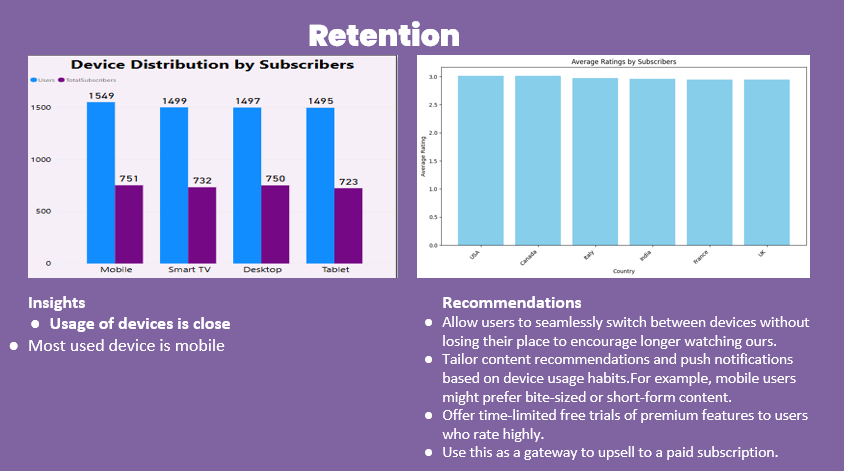 Retention
Device Distribution by Subscribers
Users TotalSubscribers
1549 1499 1497 1495
751 732 750 723
1500
1000
500
0
Mobile Smart TV Desktop Tablet
Average Ratings by Subscribers
3.0
2.5
2.0
1.5
1.0
0.5
0.0
Average Rating
USA Canada Italy India France UK
Country
Insights
● Usage of devices is close
● Most used device is mobile
Recommendations
● Allow users to seamlessly switch between devices without
losing their place to encourage longer watching ours.
● Tailor content recommendations and push notifications
based on device usage habits.For example, mobile users
might prefer bite-sized or short-form content.
● Offer time-limited free trials of premium features to users
who rate highly.
● Use this as a gateway to upsell to a paid subscription.